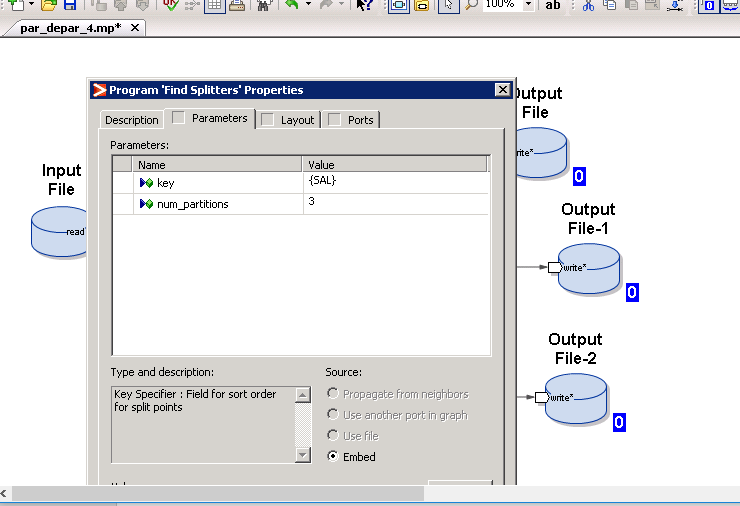 100%
ab
par_depar_4.mp*
Program 'Find Splitters' Properties
Description
Parameters
Layout
Ports
Parameters:
Name
Value
key
{SAL}
num_partitions
3
Type and description:
Key Specifier : Field for sort order
for split points
Source:
Propagate from neighbors
Use another port in graph
Use file
Embed
Input
File
read
Output
File
write*
0
Output
File-1
write*
0
Output
File-2
write*
0